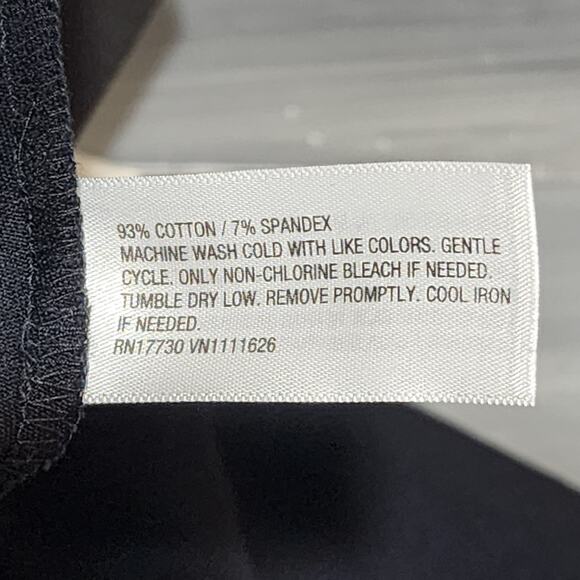 93% COTTON / 7% SPANDEX
MACHINE WASH COLD WITH LIKE COLORS. GENTLE
CYCLE. ONLY NON-CHLORINE BLEACH IF NEEDED.
TUMBLE DRY LOW. REMOVE PROMPTLY. COOL IRON
IF NEEDED.
RN17730 VN1111626